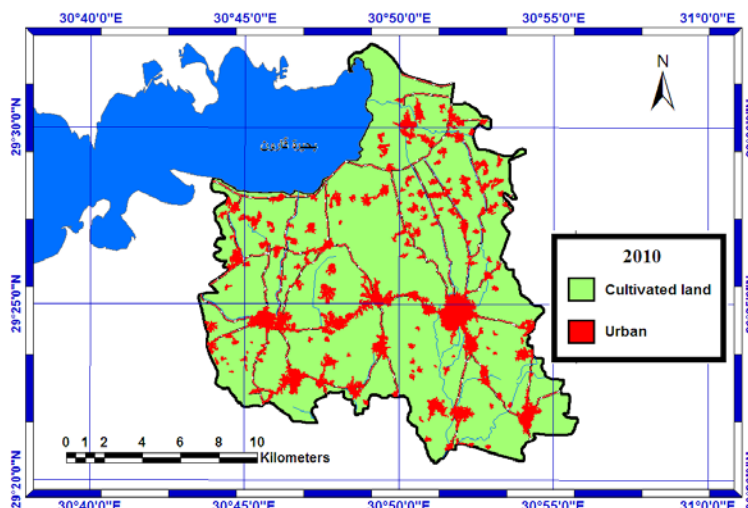 30°40'0"E 30°45'0"E 30°50'0"E 30°55'0"E 31°0'0"E
N
29°30'0"N
بحيرة قارون
2010
Cultivated land
Urban
29°25'0"N
0 1 2 4 6 8 10
Kilometers
29°20'0"N
30°40'0"E 30°45'0"E 30°50'0"E 30°55'0"E 31°0'0"E